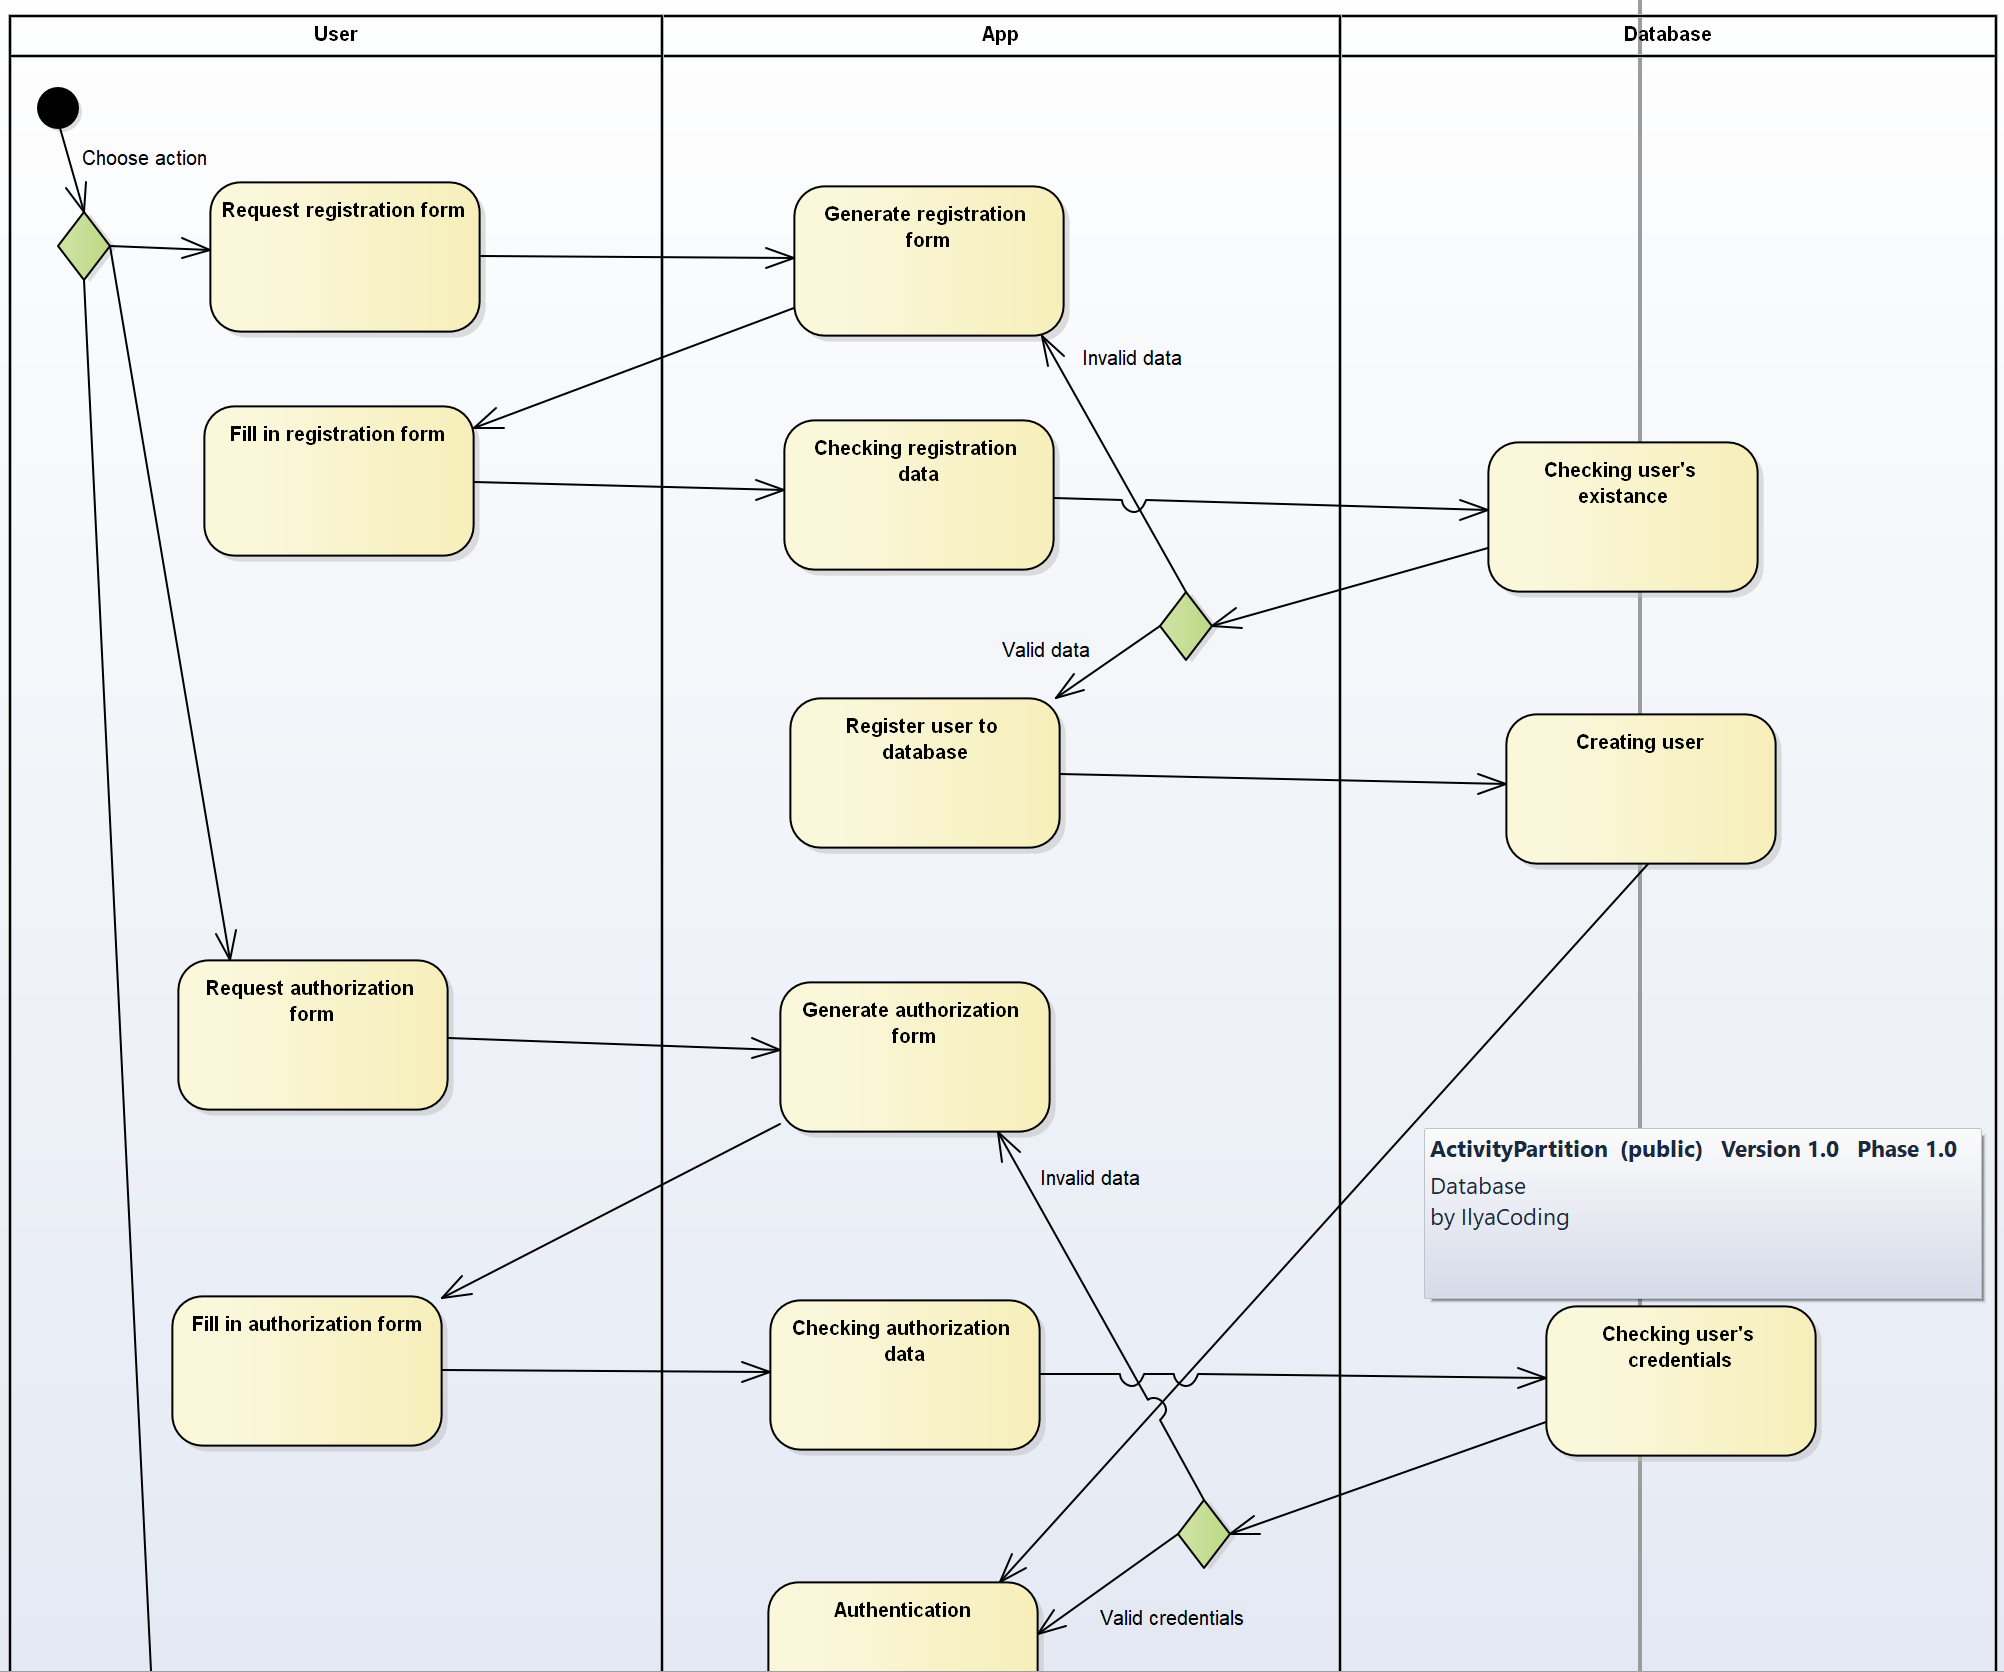 User
App
Database
Choose action
Request registration form
Generate registration
form
Invalid data
Fill in registration form
Checking registration
data
Checking user's
existance
Valid data
Register user to
database
Creating user
Request authorization
form
Generate authorization
form
Invalid data
ActivityPartition (public) Version 1.0 Phase 1.0
Database
by IlyaCoding
Fill in authorization form
Checking authorization
data
Checking user's
credentials
Authentication
Valid credentials